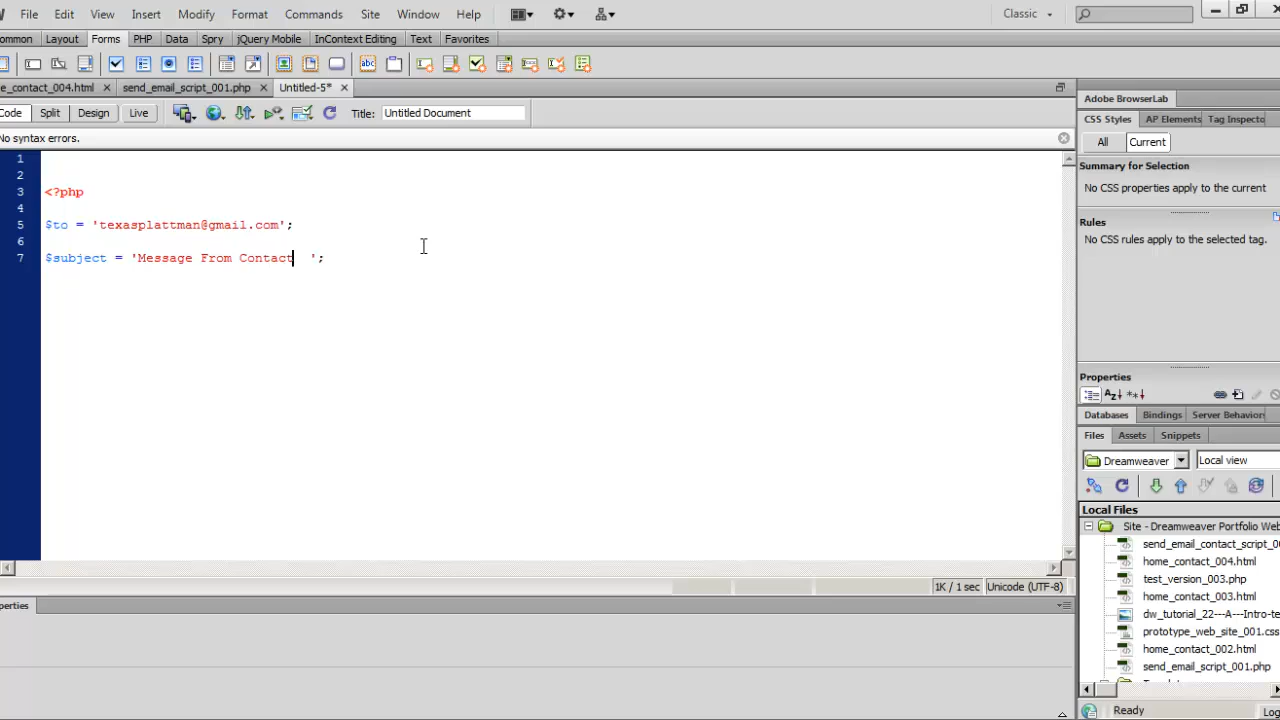 File Edit View Insert Modify Format Commands Site Window Help Classic
ommon Layout Forms PHP Data Spry jQuery Mobile InContext Editing Text Favorites
abc
e_contact_004.html send_email_script_001.php Untitled-5*
Code Split Design Live Title: Untitled Document
No syntax errors.
1
2
3 <?php
4
5 $to = 'texasplattman@gmail.com';
6
7 $subject = 'Message From Contact  ';
1K / 1 sec Unicode (UTF-8)
operties
Adobe BrowserLab
CSS Styles AP Elements Tag Inspecto
All Current
Summary for Selection
No CSS properties apply to the current
Rules
No CSS rules apply to the selected tag.
Properties
Databases Bindings Server Behavior
Files Assets Snippets
Dreamweaver Local view
Local Files
Site - Dreamweaver Portfolio Web
send_email_contact_script_00
home_contact_004.html
test_version_003.php
home_contact_003.html
dw_tutorial_22---A---Intro-te
prototype_web_site_001.css
home_contact_002.html
send_email_script_001.php
Ready Log